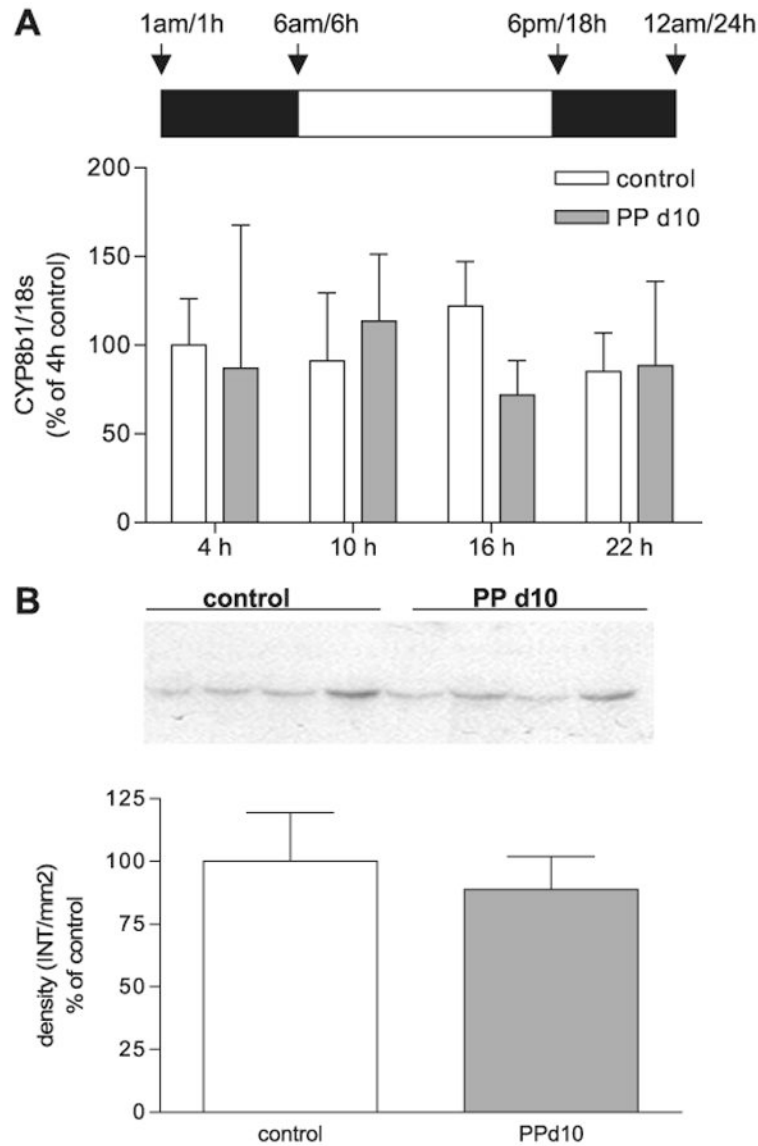 A
1am/1h 6am/6h 6pm/18h 12am/24h
200
150
100
50
0
CYP8b1/18s
(% of 4h control)
control
PP d10
4 h 10 h 16 h 22 h
B
control PP d10
125
100
75
50
25
0
density (INT/mm2)
% of control
control PPd10